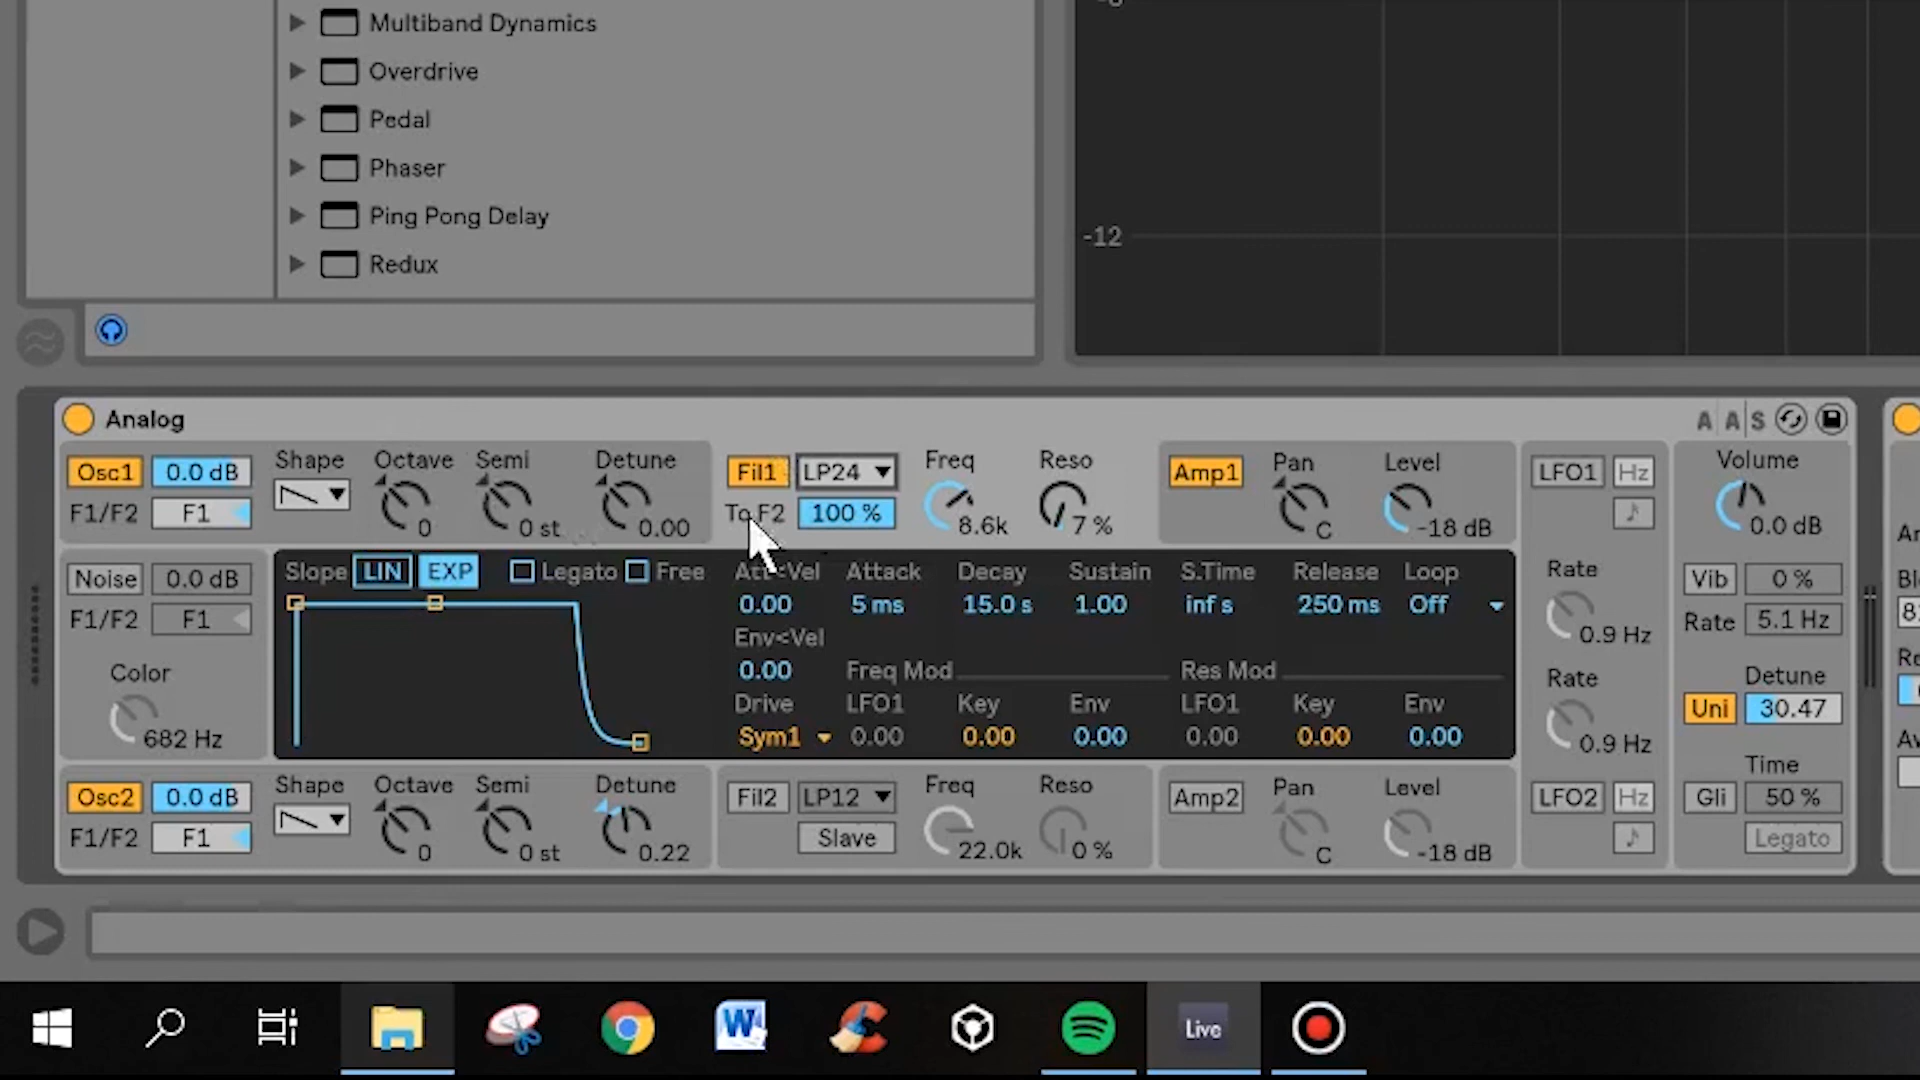 Multiband Dynamics
Overdrive
Pedal
Phaser
Ping Pong Delay
Redux
-12
Analog
A A S
Osc1 0.0 dB Shape Octave Semi Detune
F1/F2 F1 0 0 st 0.00
Fil1 LP24 Freq Reso
To F2 100 % 8.6k 7 %
Amp1 Pan Level
C -18 dB
LFO1 Hz
Volume
0.0 dB
Noise 0.0 dB
F1/F2 F1
Color
682 Hz
Slope LIN EXP Legato Free
Att<Vel Attack Decay Sustain S.Time Release Loop
0.00 5 ms 15.0 s 1.00 inf s 250 ms Off
Env<Vel
0.00 Freq Mod Res Mod
Drive LFO1 Key Env LFO1 Key Env
Sym1 0.00 0.00 0.00 0.00 0.00 0.00
Rate
0.9 Hz
Rate
0.9 Hz
Vib 0 %
Rate 5.1 Hz
Detune
Uni 30.47
Time
Gli 50 %
Legato
Osc2 0.0 dB Shape Octave Semi Detune
F1/F2 F1 0 0 st 0.22
Fil2 LP12 Freq Reso
Slave 22.0k 0 %
Amp2 Pan Level
C -18 dB
LFO2 Hz
W
Live